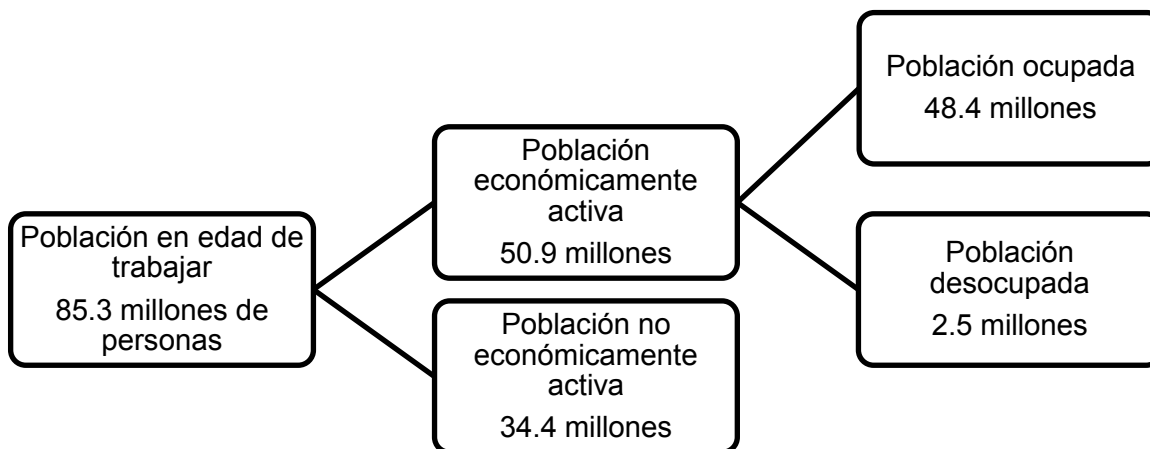 Población en edad de
trabajar
85.3 millones de
personas
Población
económicamente
activa
50.9 millones
Población no
económicamente
activa
34.4 millones
Población ocupada
48.4 millones
Población
desocupada
2.5 millones